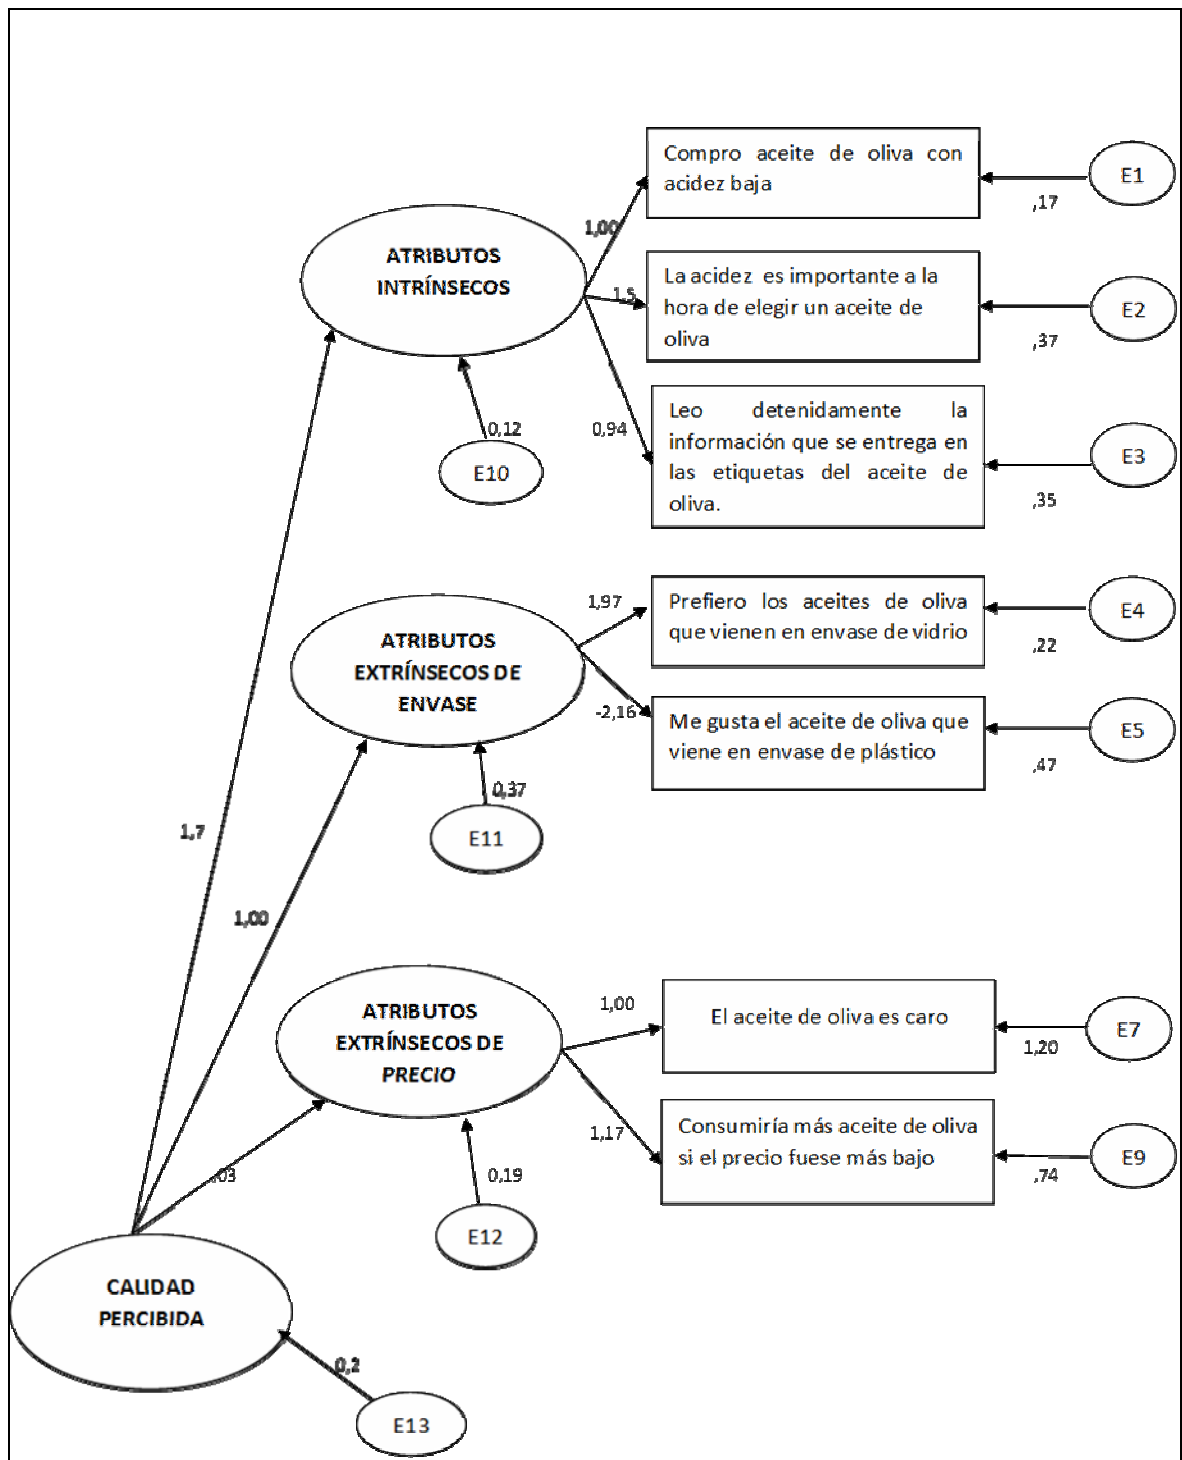 Compro aceite de oliva con
acidez baja
E1
,17
1,00
ATRIBUTOS
INTRÍNSECOS
La acidez es importante a la
hora de elegir un aceite de
oliva
1,5
E2
,37
Leo detenidamente la
información que se entrega en
las etiquetas del aceite de
oliva.
0,94
E3
,35
0,12
E10
Prefiero los aceites de oliva
que vienen en envase de vidrio
1,97
E4
,22
ATRIBUTOS
EXTRÍNSECOS DE
ENVASE
-2,16
Me gusta el aceite de oliva que
viene en envase de plástico
E5
,47
0,37
E11
1,7
1,00
ATRIBUTOS
EXTRÍNSECOS DE
PRECIO
1,00
El aceite de oliva es caro
E7
1,20
1,17
Consumiría más aceite de oliva
si el precio fuese más bajo
E9
,74
,03
0,19
E12
CALIDAD
PERCIBIDA
0,2
E13